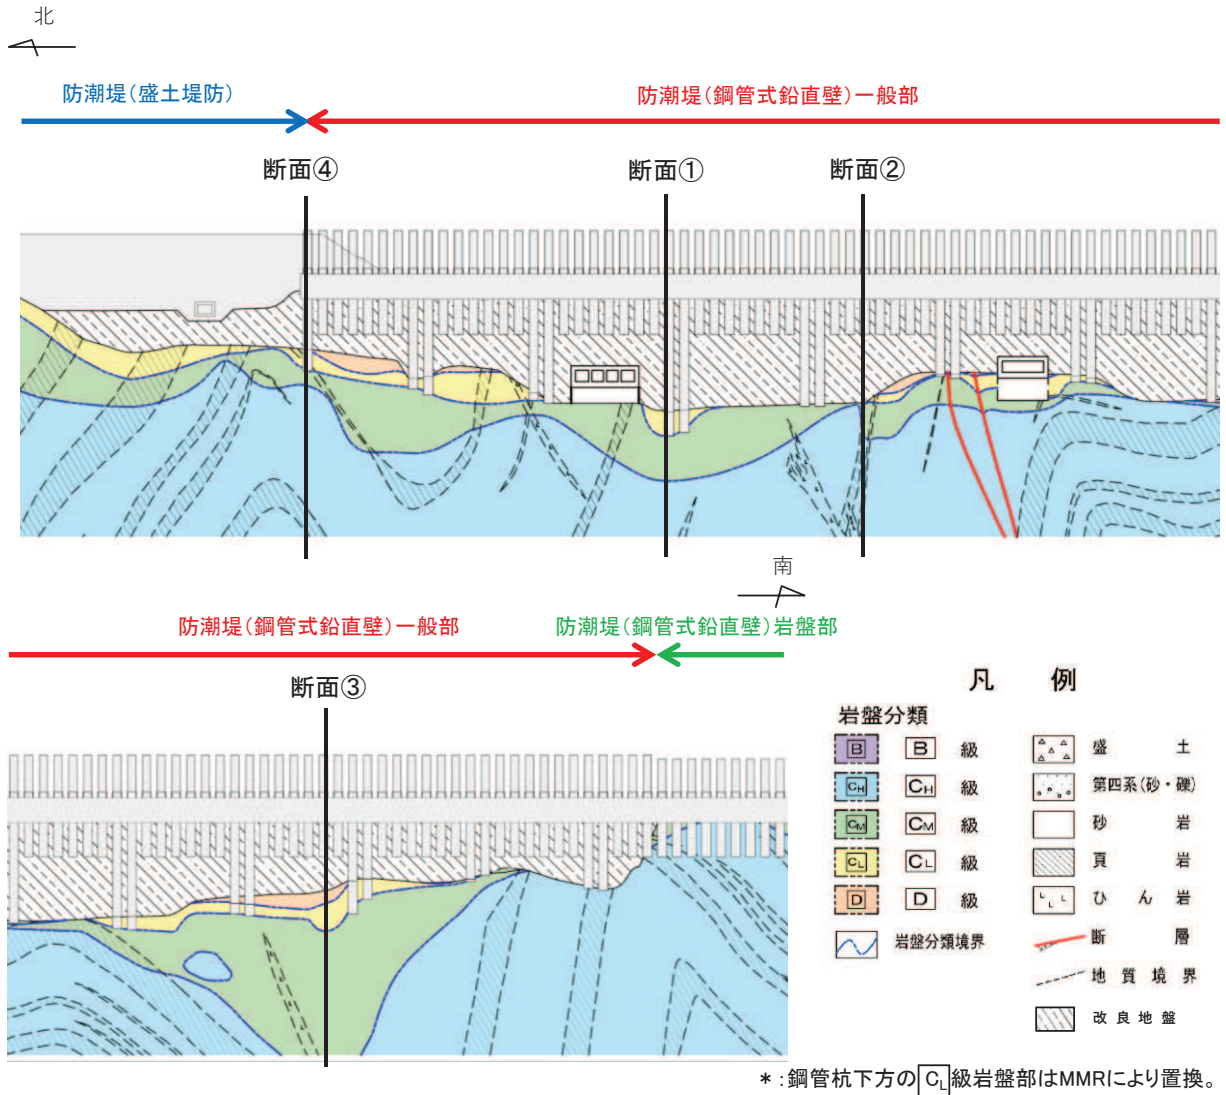 北
防潮堤(盛土堤防)
防潮堤(鋼管式鉛直壁)一般部
断面④
断面①
断面②
南
防潮堤(鋼管式鉛直壁)一般部
防潮堤(鋼管式鉛直壁)岩盤部
断面③
凡 例
岩盤分類
B B 級
CH CH 級
CM CM 級
CL CL 級
D D 級
岩盤分類境界
盛 土
第四系(砂・礫)
砂 岩
頁 岩
ひ ん 岩
断 層
地 質 境 界
改 良 地 盤
*:鋼管杭下方のCL級岩盤部はMMRにより置換。